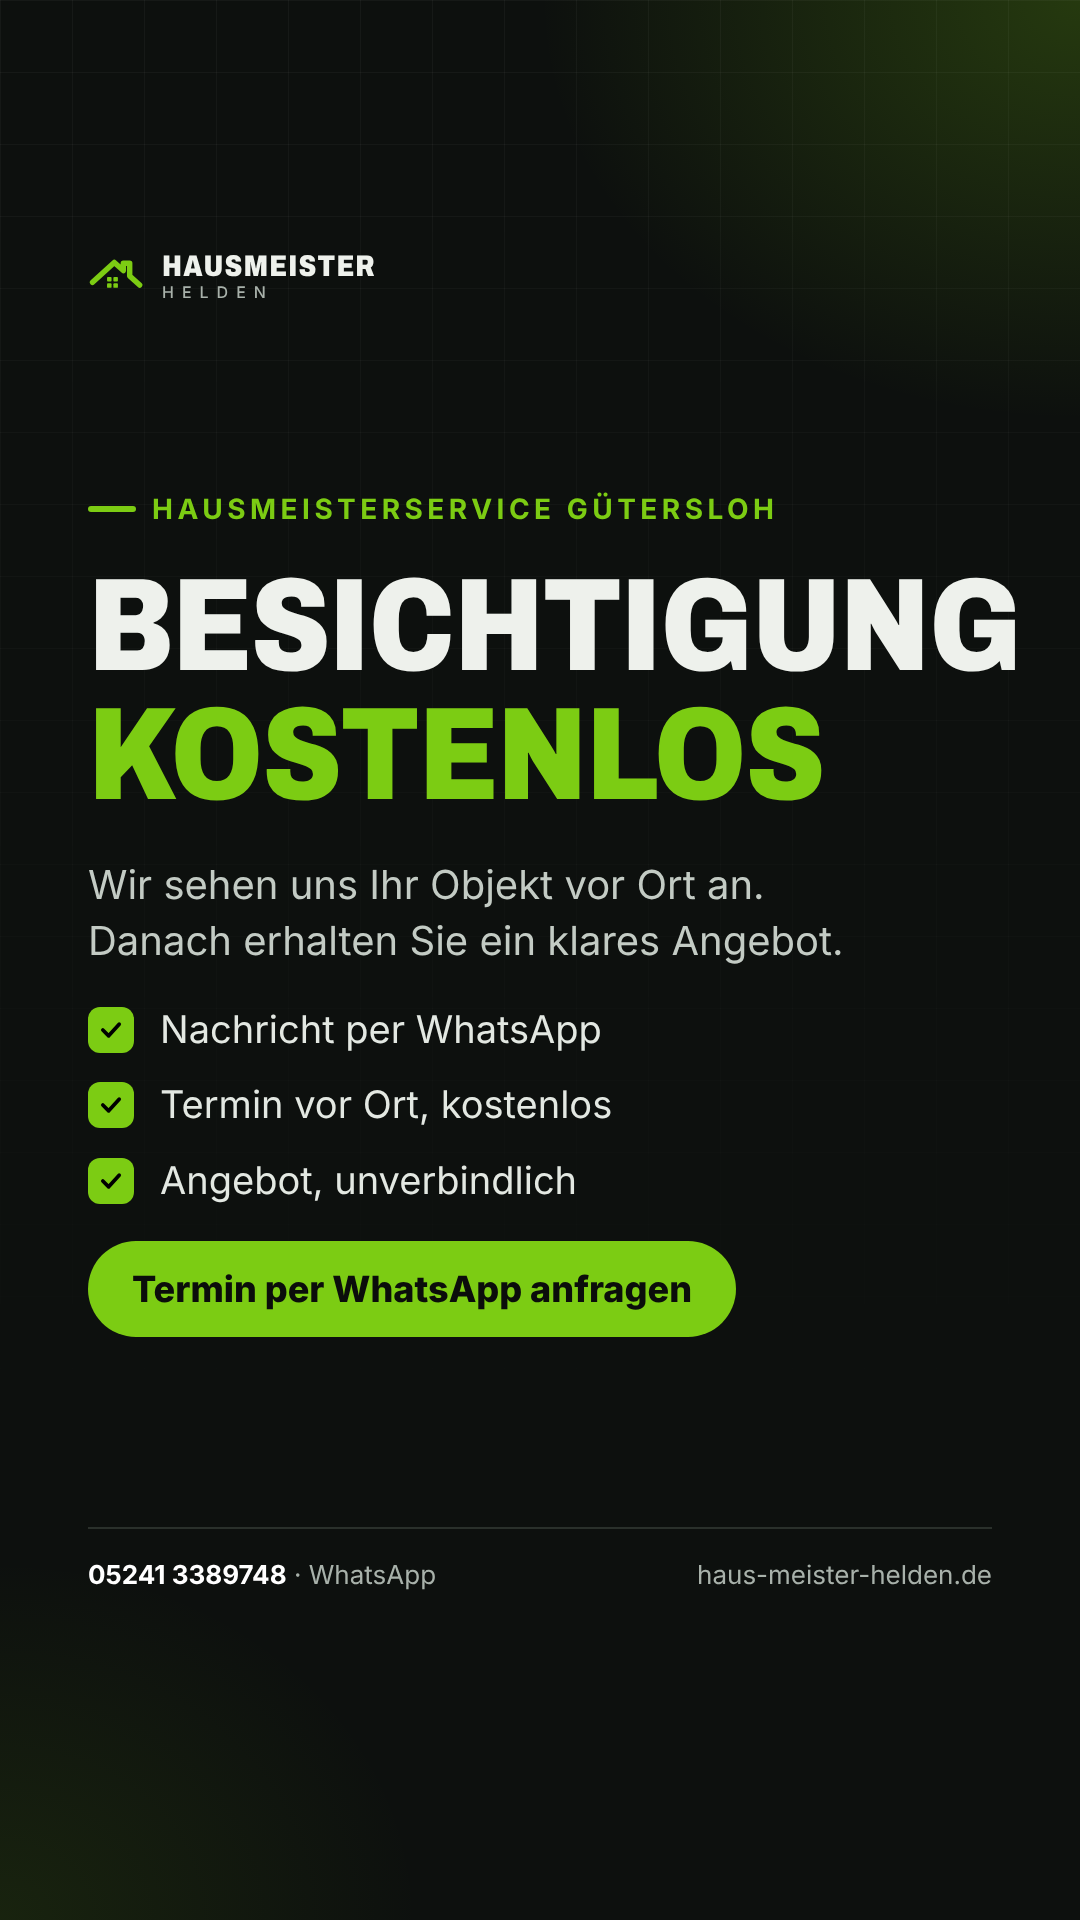 HAUSMEISTER
HELDEN
HAUSMEISTERSERVICE GÜTERSLOH
BESICHTIGUNG
KOSTENLOS
Wir sehen uns Ihr Objekt vor Ort an.
Danach erhalten Sie ein klares Angebot.
Nachricht per WhatsApp
Termin vor Ort, kostenlos
Angebot, unverbindlich
Termin per WhatsApp anfragen
05241 3389748 · WhatsApp
haus-meister-helden.de